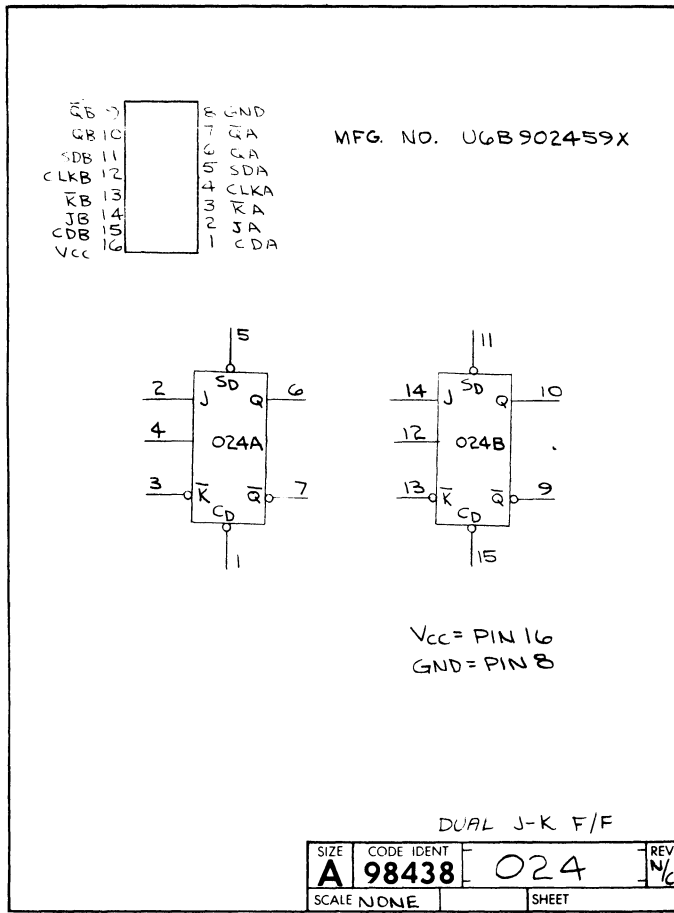 Q̅B 9 8 GND
QB 10 7 Q̅A
SDB 11 6 QA
CLKB 12 5 SDA
K̅B 13 4 CLKA
JB 14 3 K̅A
CDB 15 2 JA
VCC 16 1 CDA
MFG. NO. U6B902459X
5
SD
2 J Q 6
4 024A
3 K̅ Q̅ 7
CD
1
11
SD
14 J Q 10
12 024B
13 K̅ Q̅ 9
CD
15
VCC = PIN 16
GND = PIN 8
DUAL J-K F/F
SIZE A
CODE IDENT 98438
024
REV N/C
SCALE NONE
SHEET